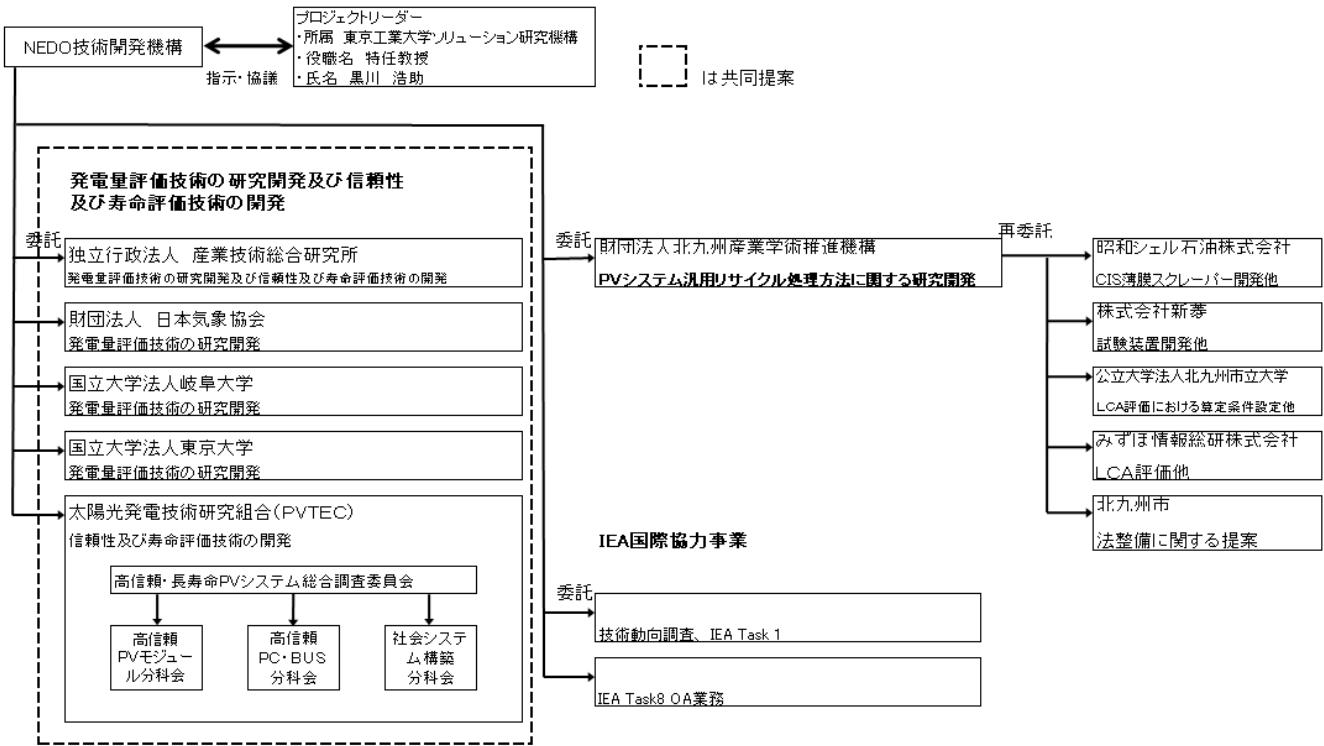 NEDO技術開発機構
プロジェクトリーダー
・所属 東京工業大学ソリューション研究機構
・役職名 特任教授
・氏名 黒川 浩助
指示・協議
は共同提案
発電量評価技術の研究開発及び信頼性
及び寿命評価技術の開発
委託
独立行政法人 産業技術総合研究所
発電量評価技術の研究開発及び信頼性及び寿命評価技術の開発
財団法人 日本気象協会
発電量評価技術の研究開発
国立大学法人岐阜大学
発電量評価技術の研究開発
国立大学法人東京大学
発電量評価技術の研究開発
太陽光発電技術研究組合(PVTEC)
信頼性及び寿命評価技術の開発
高信頼・長寿命PVシステム総合調査委員会
高信頼
PVモジュー
ル分科会
高信頼
PC・BUS
分科会
社会システ
ム構築
分科会
委託
財団法人北九州産業学術推進機構
PVシステム汎用リサイクル処理方法に関する研究開発
再委託
昭和シェル石油株式会社
CIS薄膜スクレーパー開発他
株式会社新菱
試験装置開発他
公立大学法人北九州市立大学
LCA評価における算定条件設定他
みずほ情報総研株式会社
LCA評価他
北九州市
法整備に関する提案
IEA国際協力事業
委託
技術動向調査、IEA Task 1
IEA Task8 OA業務